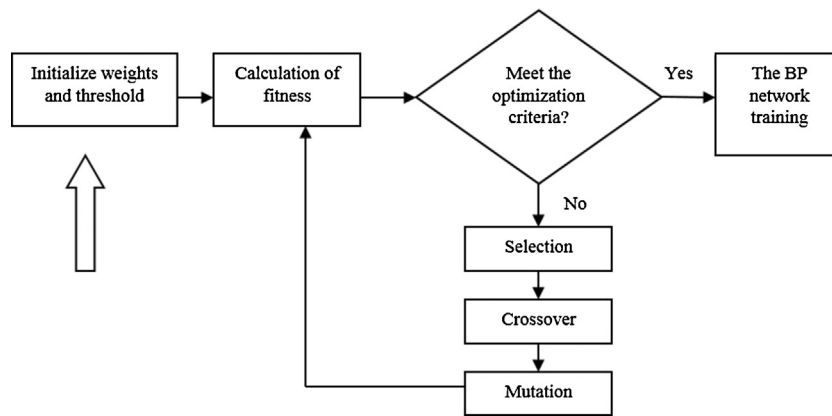 Initialize weights
and threshold
Calculation of
fitness
Meet the
optimization
criteria?
Yes
The BP
network
training
No
Selection
Crossover
Mutation